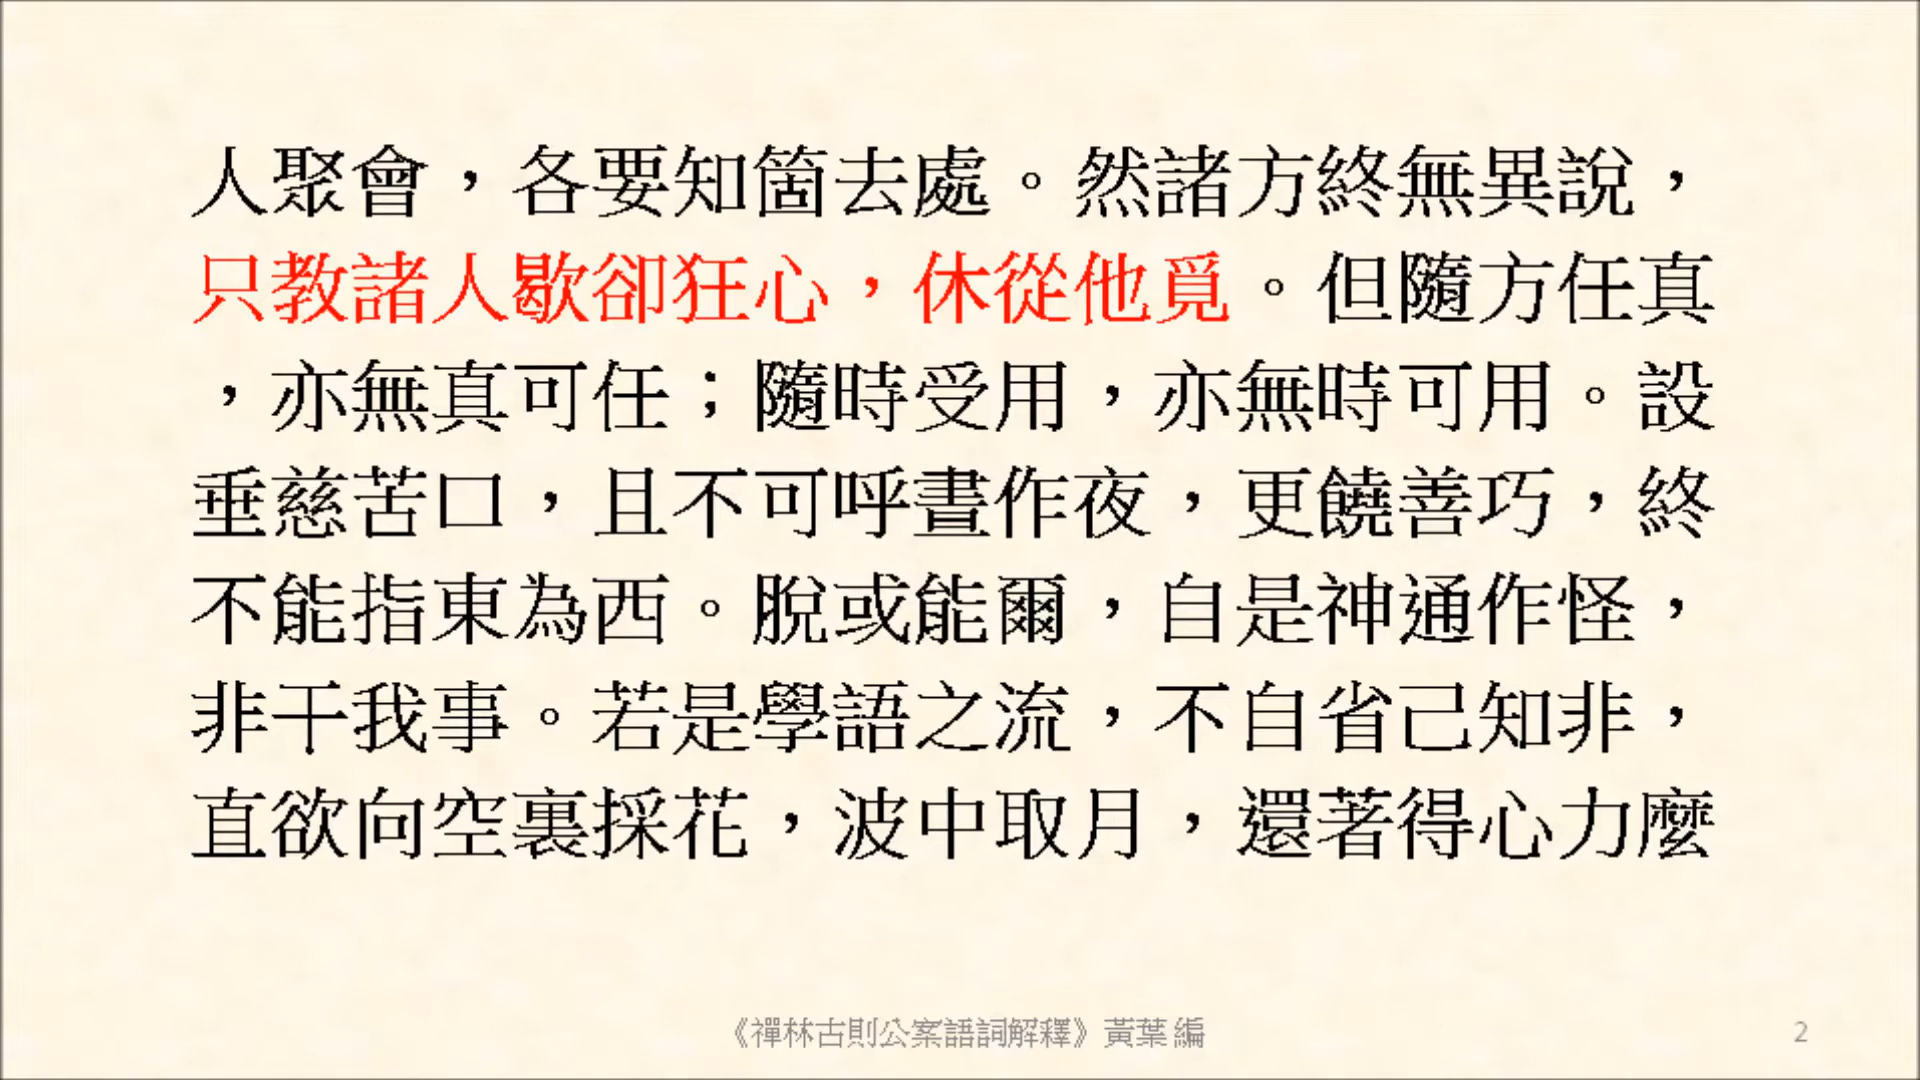 人聚會，各要知箇去處。然諸方終無異說，
只教諸人歇卻狂心，休從他覓。但隨方任真
，亦無真可任；隨時受用，亦無時可用。設
垂慈苦口，且不可呼晝作夜，更饒善巧，終
不能指東為西。脫或能爾，自是神通作怪，
非干我事。若是學語之流，不自省己知非，
直欲向空裏採花，波中取月，還著得心力麼
《禪林古則公案語詞解釋》黃葉 編
2